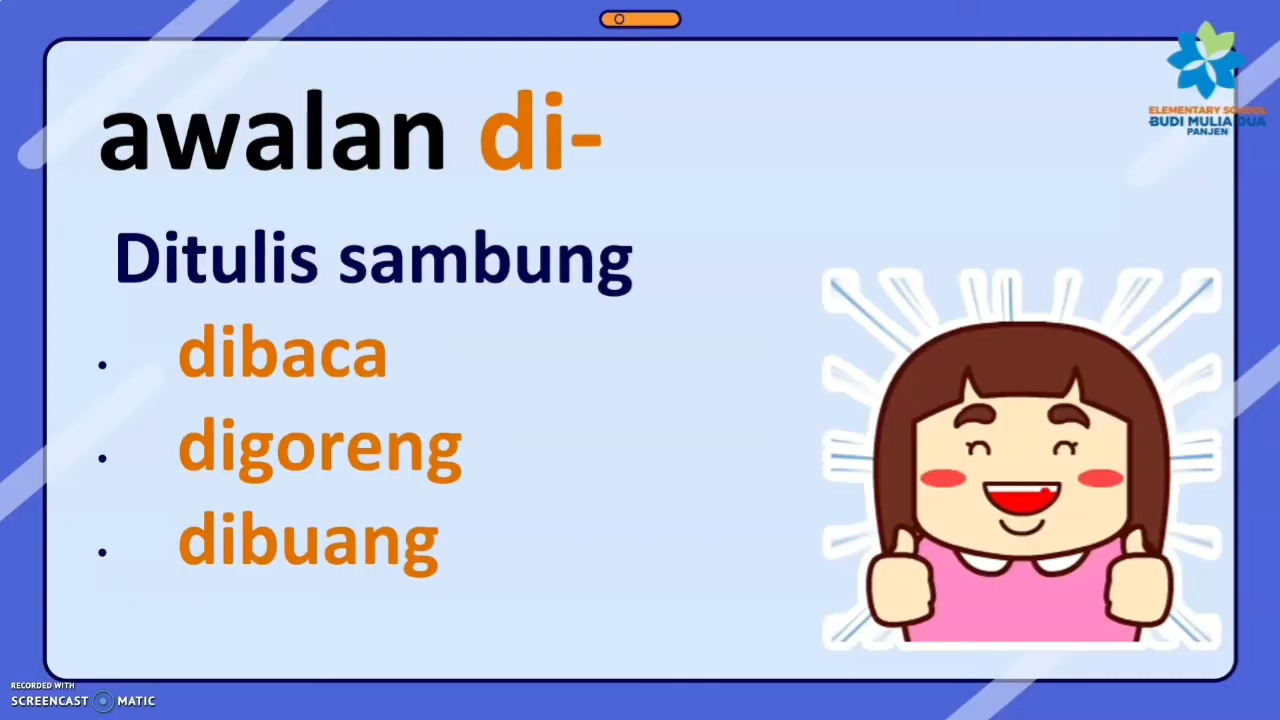 awalan di-
Ditulis sambung
• dibaca
• digoreng
• dibuang
ELEMENTARY SCHOOL
BUDI MULIA DUA
PANJEN
RECORDED WITH
SCREENCAST MATIC